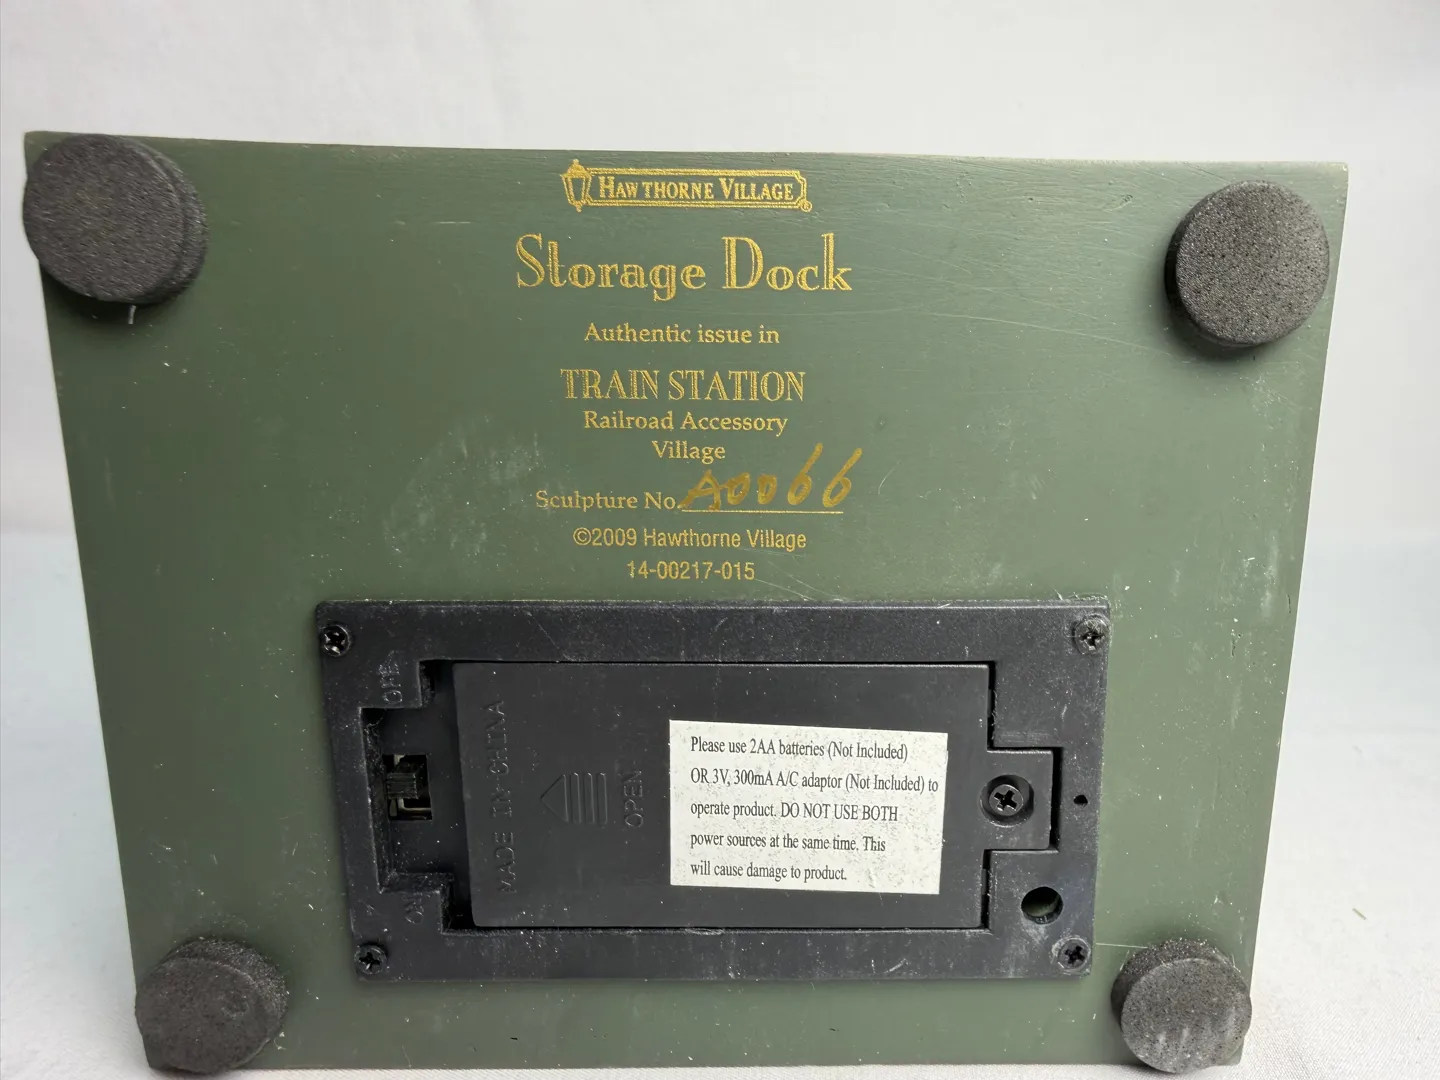 HAWTHORNE VILLAGE®
Storage Dock
Authentic issue in
TRAIN STATION
Railroad Accessory
Village
Sculpture No. A0066
©2009 Hawthorne Village
14-00217-015
OFF
ON
MADE IN CHINA
OPEN
Please use 2AA batteries (Not Included)
OR 3V, 300mA A/C adaptor (Not Included) to
operate product. DO NOT USE BOTH
power sources at the same time. This
will cause damage to product.